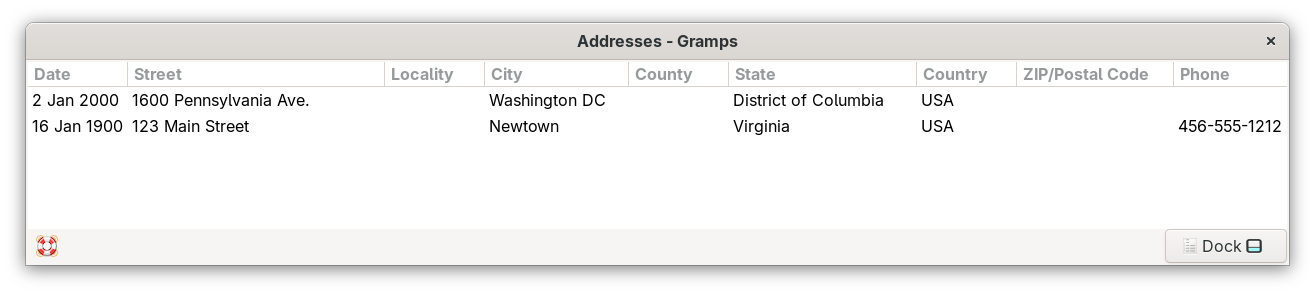 Addresses - Gramps ×
Date Street Locality City County State Country ZIP/Postal Code Phone
2 Jan 2000 1600 Pennsylvania Ave. Washington DC District of Columbia USA
16 Jan 1900 123 Main Street Newtown Virginia USA 456-555-1212
Dock